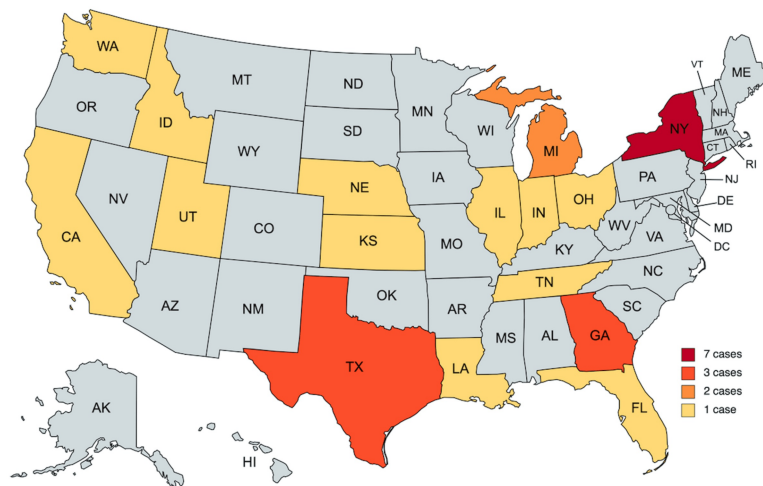 WA
MT
ND
MN
VT
ME
OR
ID
SD
WI
MI
NY
NH
MA
CT
RI
WY
IA
NE
PA
NJ
NV
UT
CO
IL
IN
OH
WV
DE
MD
DC
CA
KS
MO
KY
VA
AZ
NM
OK
AR
TN
NC
SC
MS
AL
GA
TX
LA
FL
AK
HI
7 cases
3 cases
2 cases
1 case